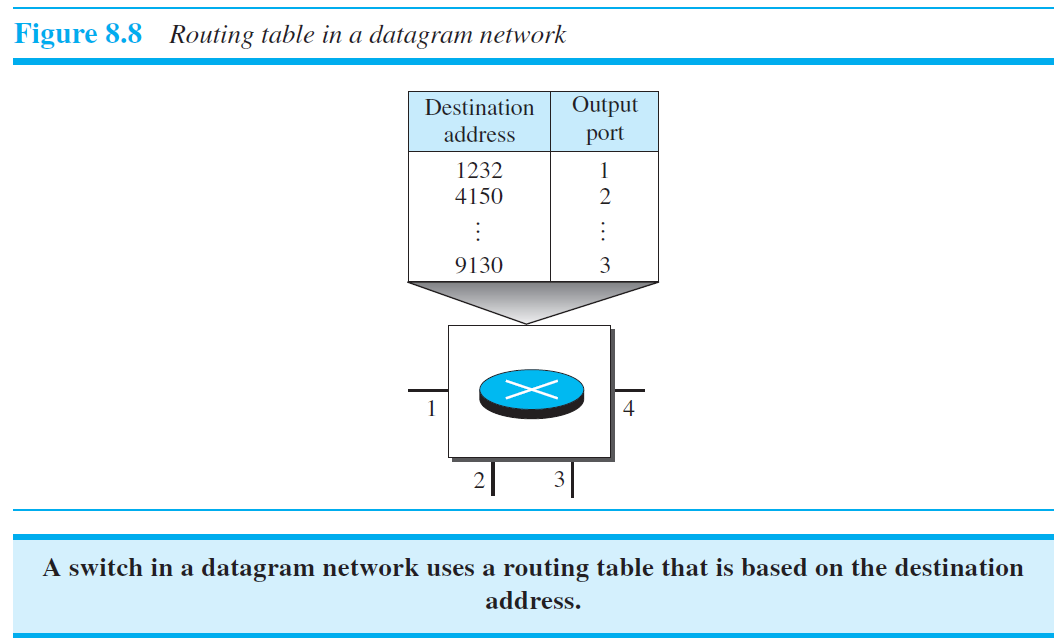 Figure 8.8 Routing table in a datagram network
Destination address Output port
1232 1
4150 2
⋮ ⋮
9130 3
1 4
2 3
A switch in a datagram network uses a routing table that is based on the destination
address.